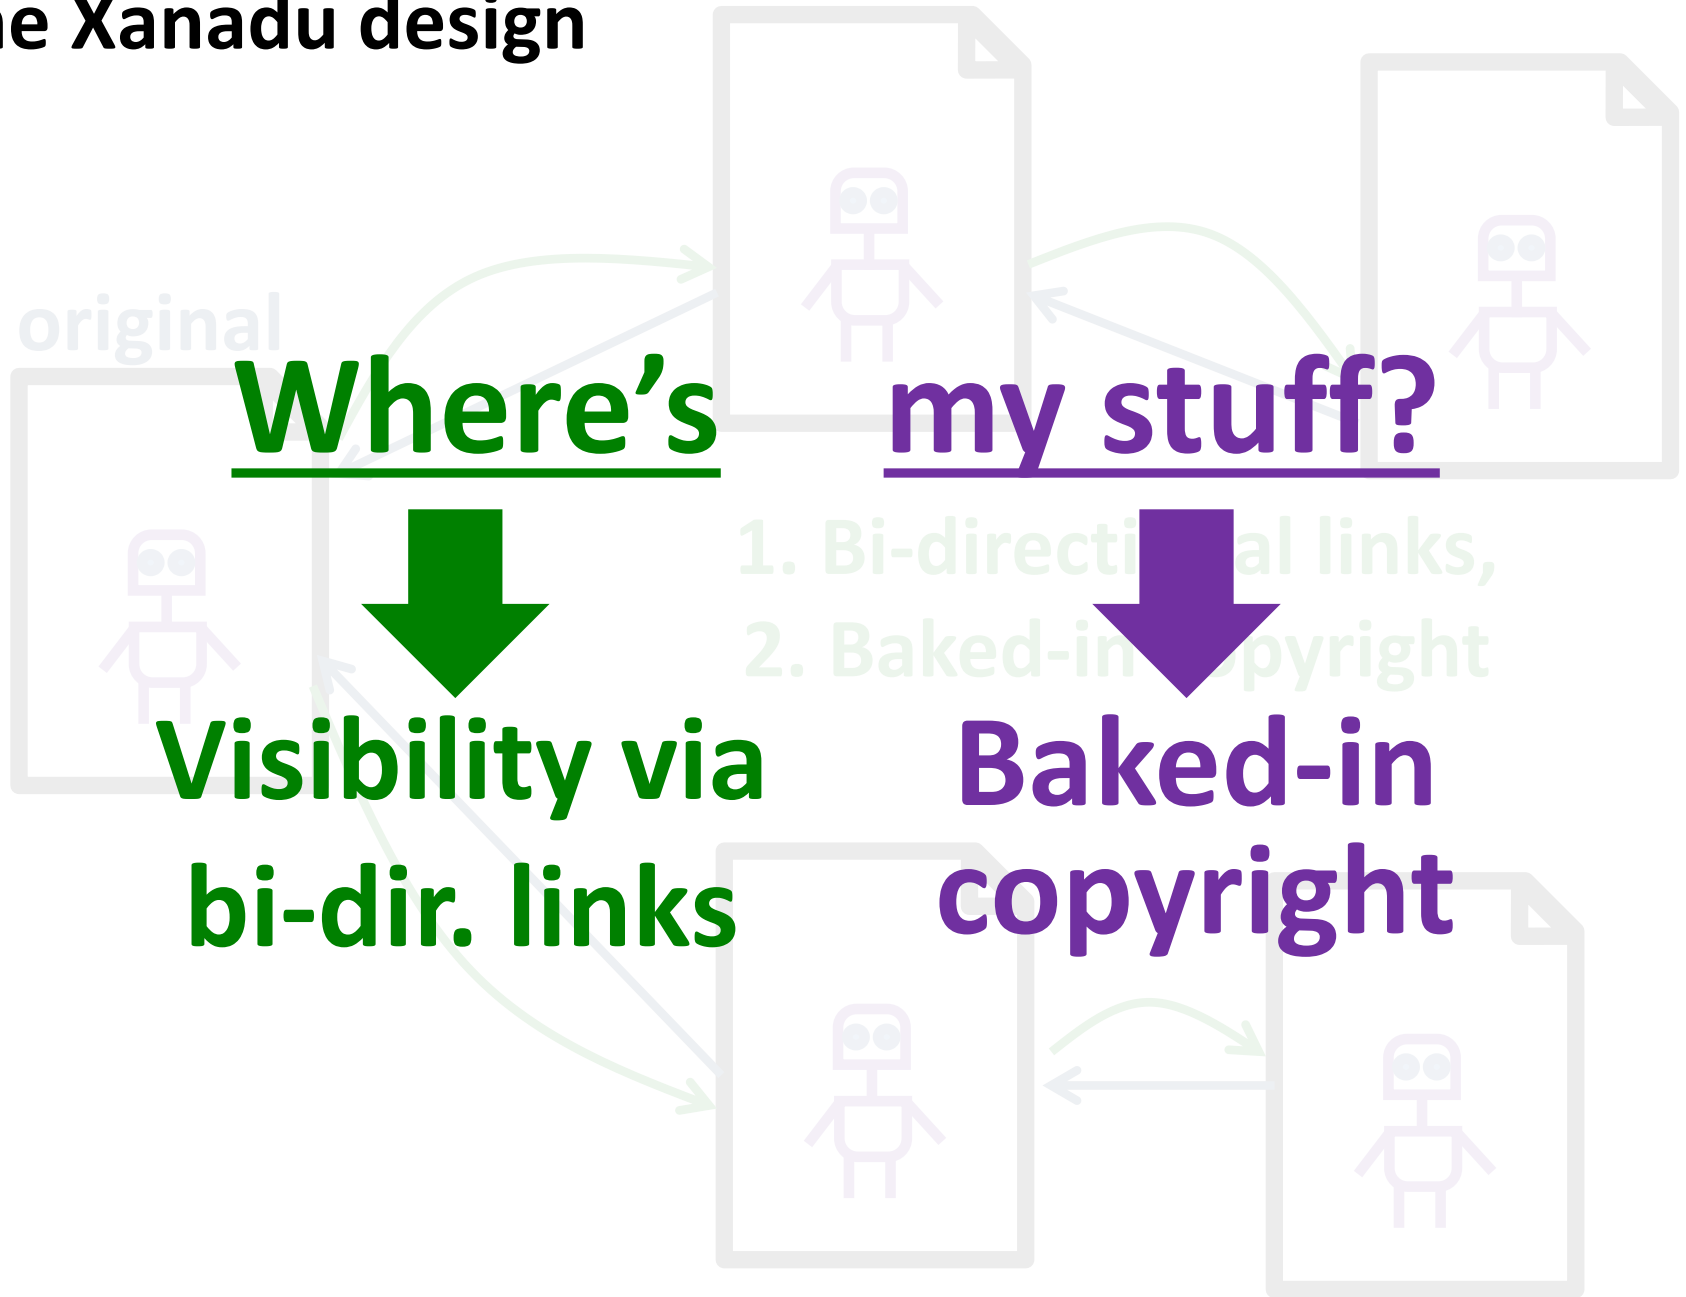 Xanadu design
original
Where’s my stuff?
1. Bi-directi al links,
2. Baked-in pyright
Visibility via
bi-dir. links
Baked-in
copyright